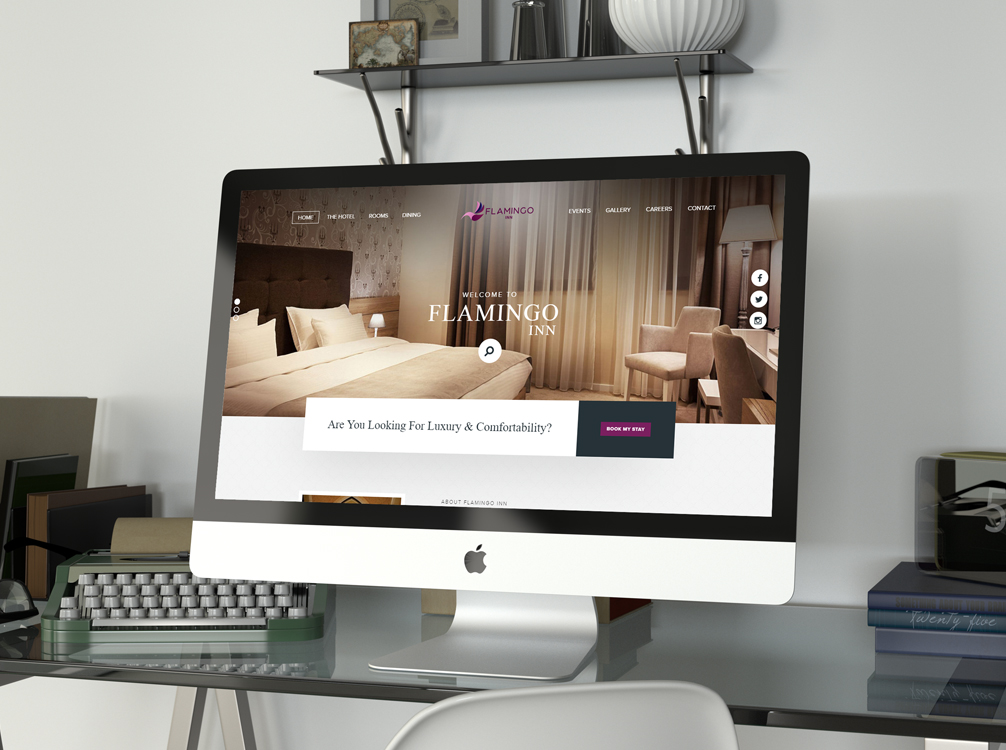 HOME
THE HOTEL
ROOMS
DINING
FLAMINGO
INN
EVENTS
GALLERY
CAREERS
CONTACT
WELCOME TO
FLAMINGO
INN
Are You Looking For Luxury & Comfortability?
BOOK MY STAY
ABOUT FLAMINGO INN
5
twenty-five